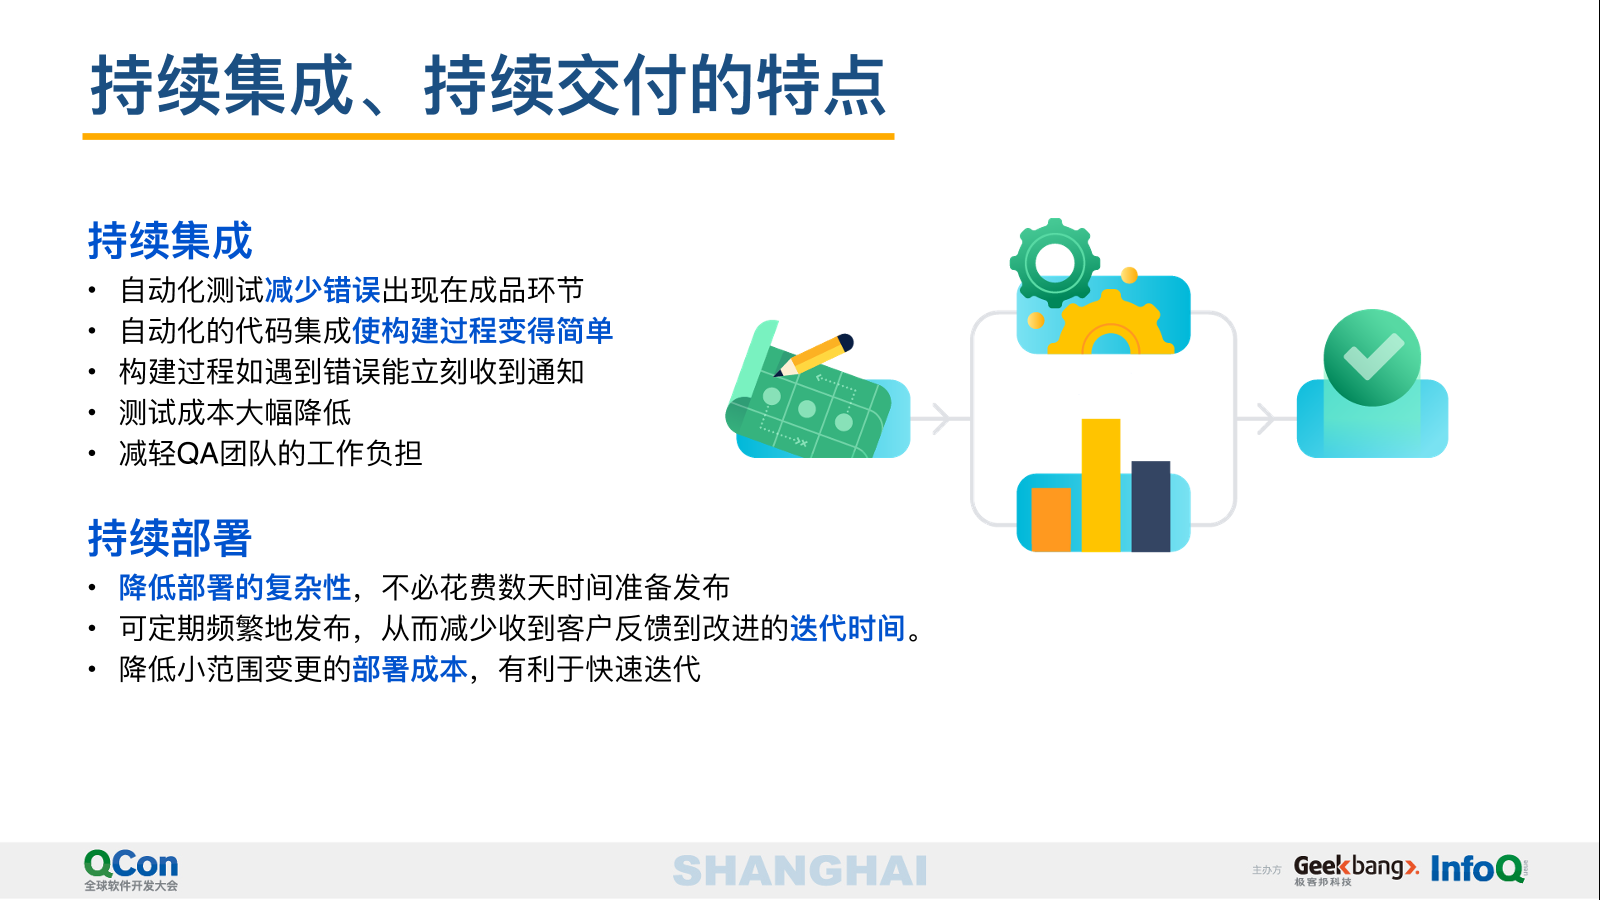 持续集成、持续交付的特点
持续集成
• 自动化测试减少错误出现在成品环节
• 自动化的代码集成使构建过程变得简单
• 构建过程如遇到错误能立刻收到通知
• 测试成本大幅降低
• 减轻QA团队的工作负担
持续部署
• 降低部署的复杂性，不必花费数天时间准备发布
• 可定期频繁地发布，从而减少收到客户反馈到改进的迭代时间。
• 降低小范围变更的部署成本，有利于快速迭代
QCon
全球软件开发大会
SHANGHAI
主办方
Geekbang
极客邦科技
InfoQ